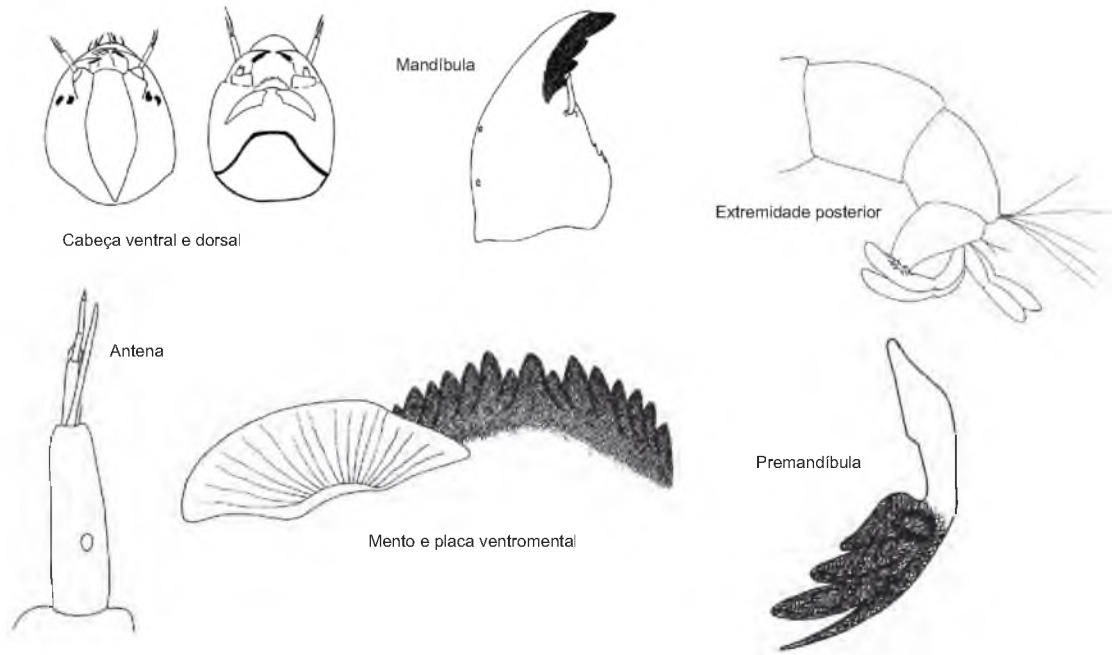 Mandíbula
Extremidade posterior
Cabeça ventral e dorsal
Antena
Premandíbula
Mento e placa ventromental